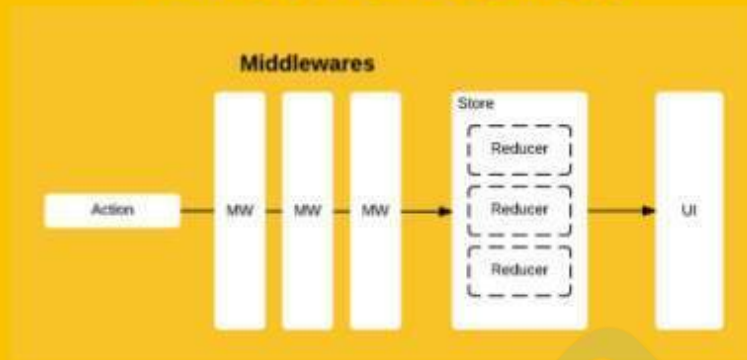 Middlewares
Store
Reducer
Action
MW
MW
MW
Reducer
UI
Reducer